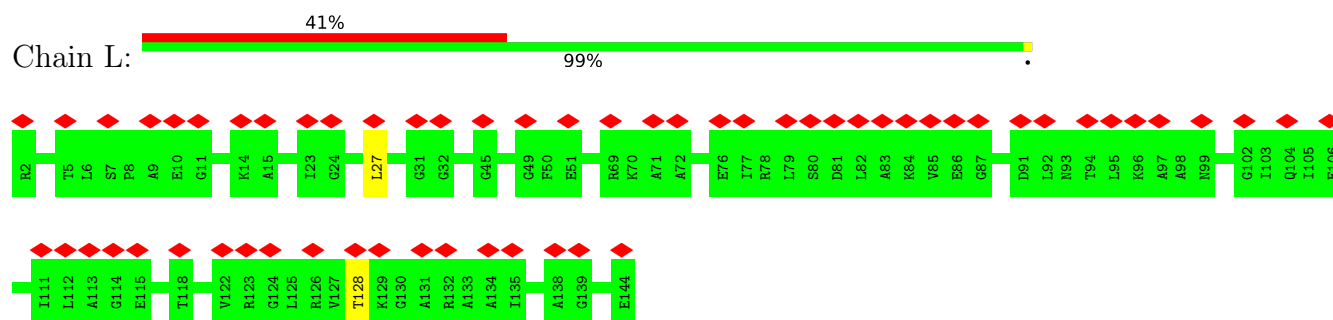 41%
Chain L:
99%
.
R2 T5 L6 S7 P8 A9 E10 G11 K14 A15 I23 G24 L27 G31 G32 G45 G49 F50 E51 R69 K70 A71 A72 E76 I77 R78 L79 S80 D81 L82 A83 K84 V85 E86 G87 D91 L92 N93 T94 L95 K96 A97 A98 N99 G102 I103 Q104 I105 E106
I111 L112 A113 G114 E115 T118 V122 R123 G124 L125 R126 V127 T128 K129 G130 A131 R132 A133 A134 I135 A138 G139 E144